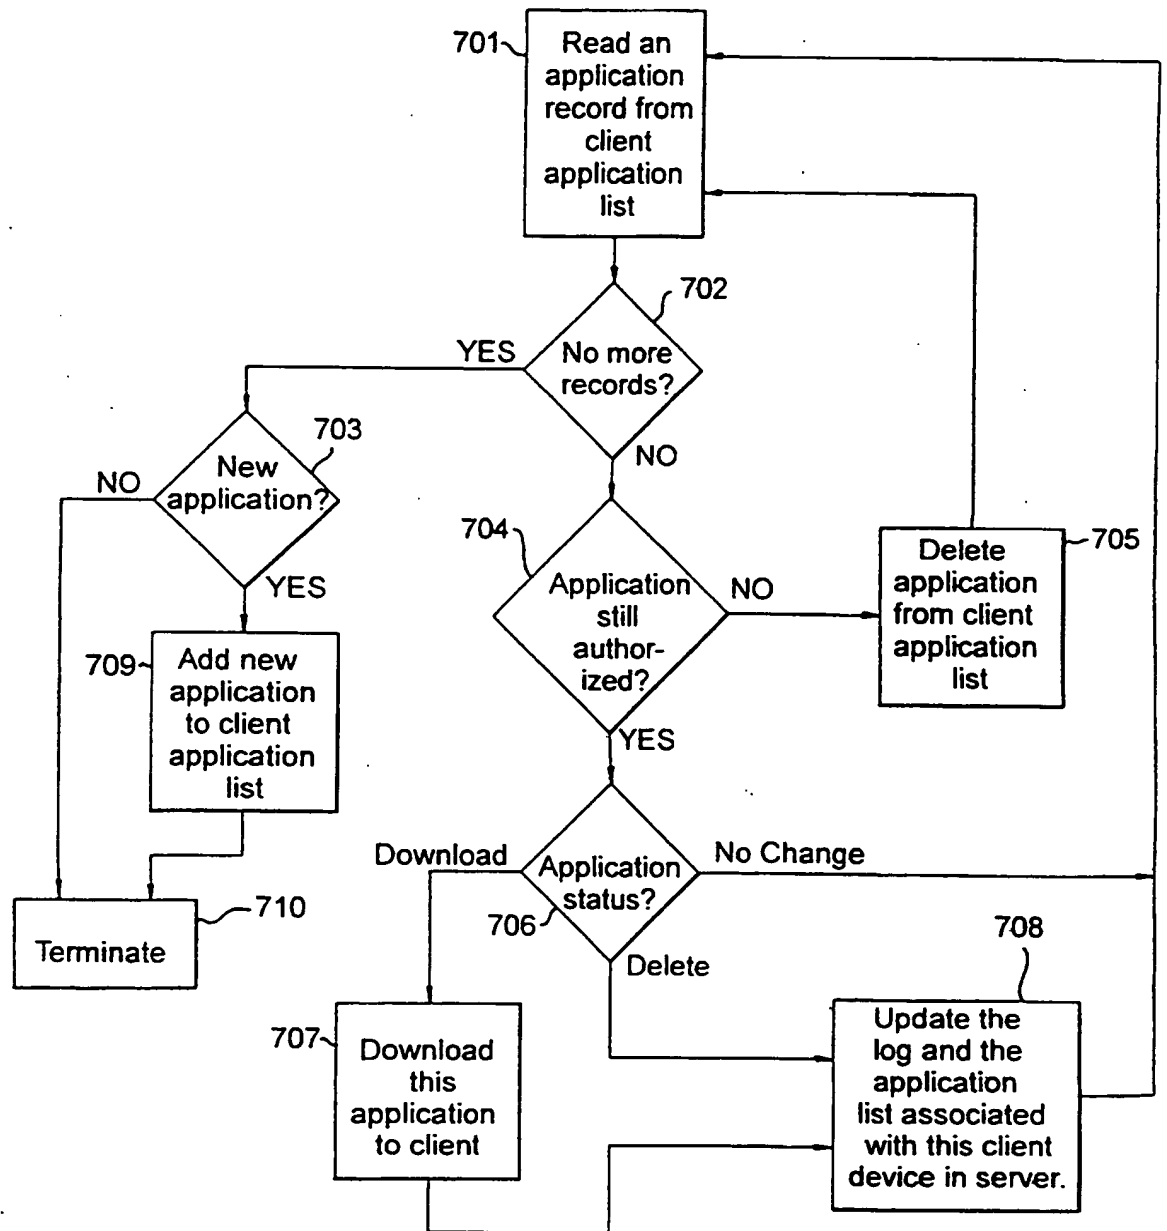 701
Read an
application
record from
client
application
list
702
No more
records?
YES
NO
703
New
application?
NO
YES
704
Application
still
author-
ized?
NO
YES
705
Delete
application
from client
application
list
709
Add new
application
to client
application
list
Download
Application
status?
No Change
706
Delete
710
Terminate
707
Download
this
application
to client
708
Update the
log and the
application
list associated
with this client
device in server.